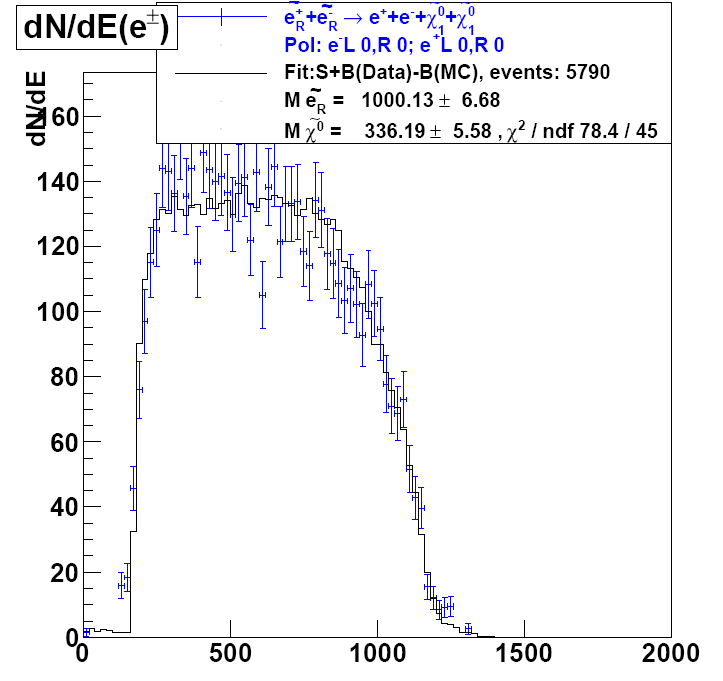 dN/dE(e±)
ẽ⁺R+ẽ⁻R → e⁺+e⁻+χ̃⁰₁+χ̃⁰₁
Pol: e⁻L 0,R 0; e⁺L 0,R 0
Fit:S+B(Data)-B(MC), events: 5790
M ẽR = 1000.13 ± 6.68
M χ̃⁰ = 336.19 ± 5.58 , χ² / ndf 78.4 / 45
dN/dE
160
140
120
100
80
60
40
20
0
0 500 1000 1500 2000